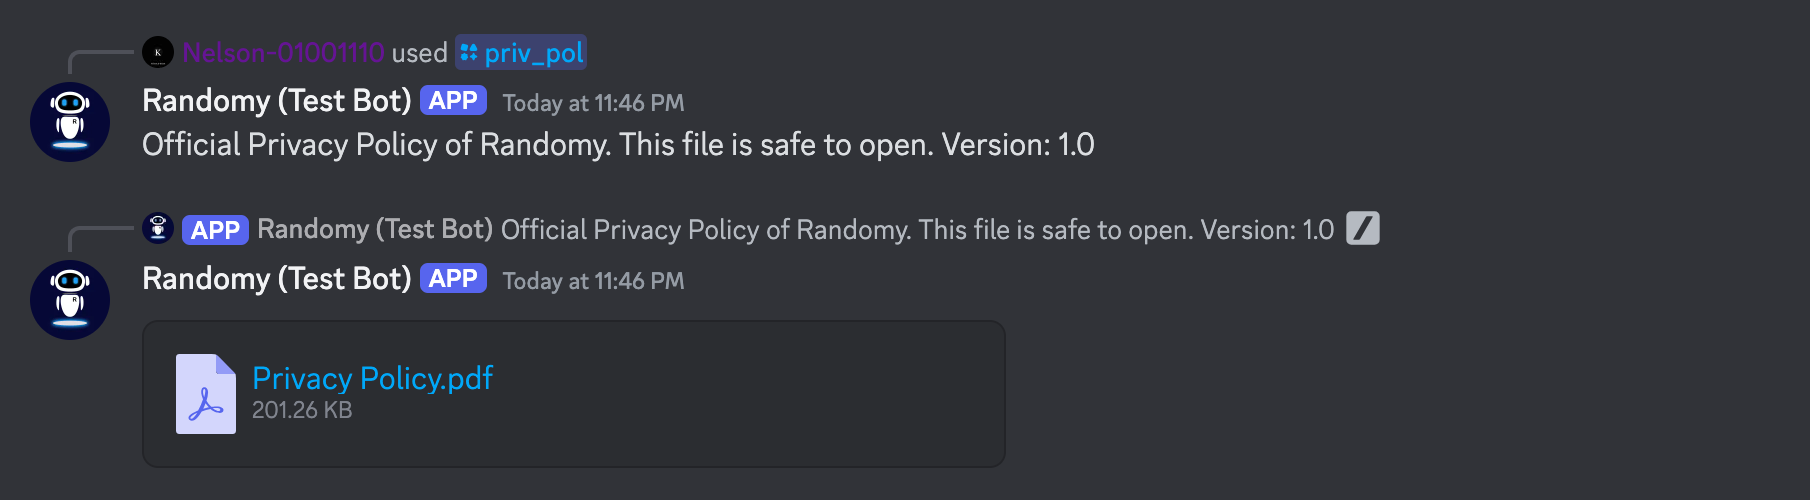 Nelson-01001110 used priv_pol
Randomy (Test Bot) APP Today at 11:46 PM
Official Privacy Policy of Randomy. This file is safe to open. Version: 1.0
APP Randomy (Test Bot) Official Privacy Policy of Randomy. This file is safe to open. Version: 1.0
Randomy (Test Bot) APP Today at 11:46 PM
Privacy Policy.pdf
201.26 KB